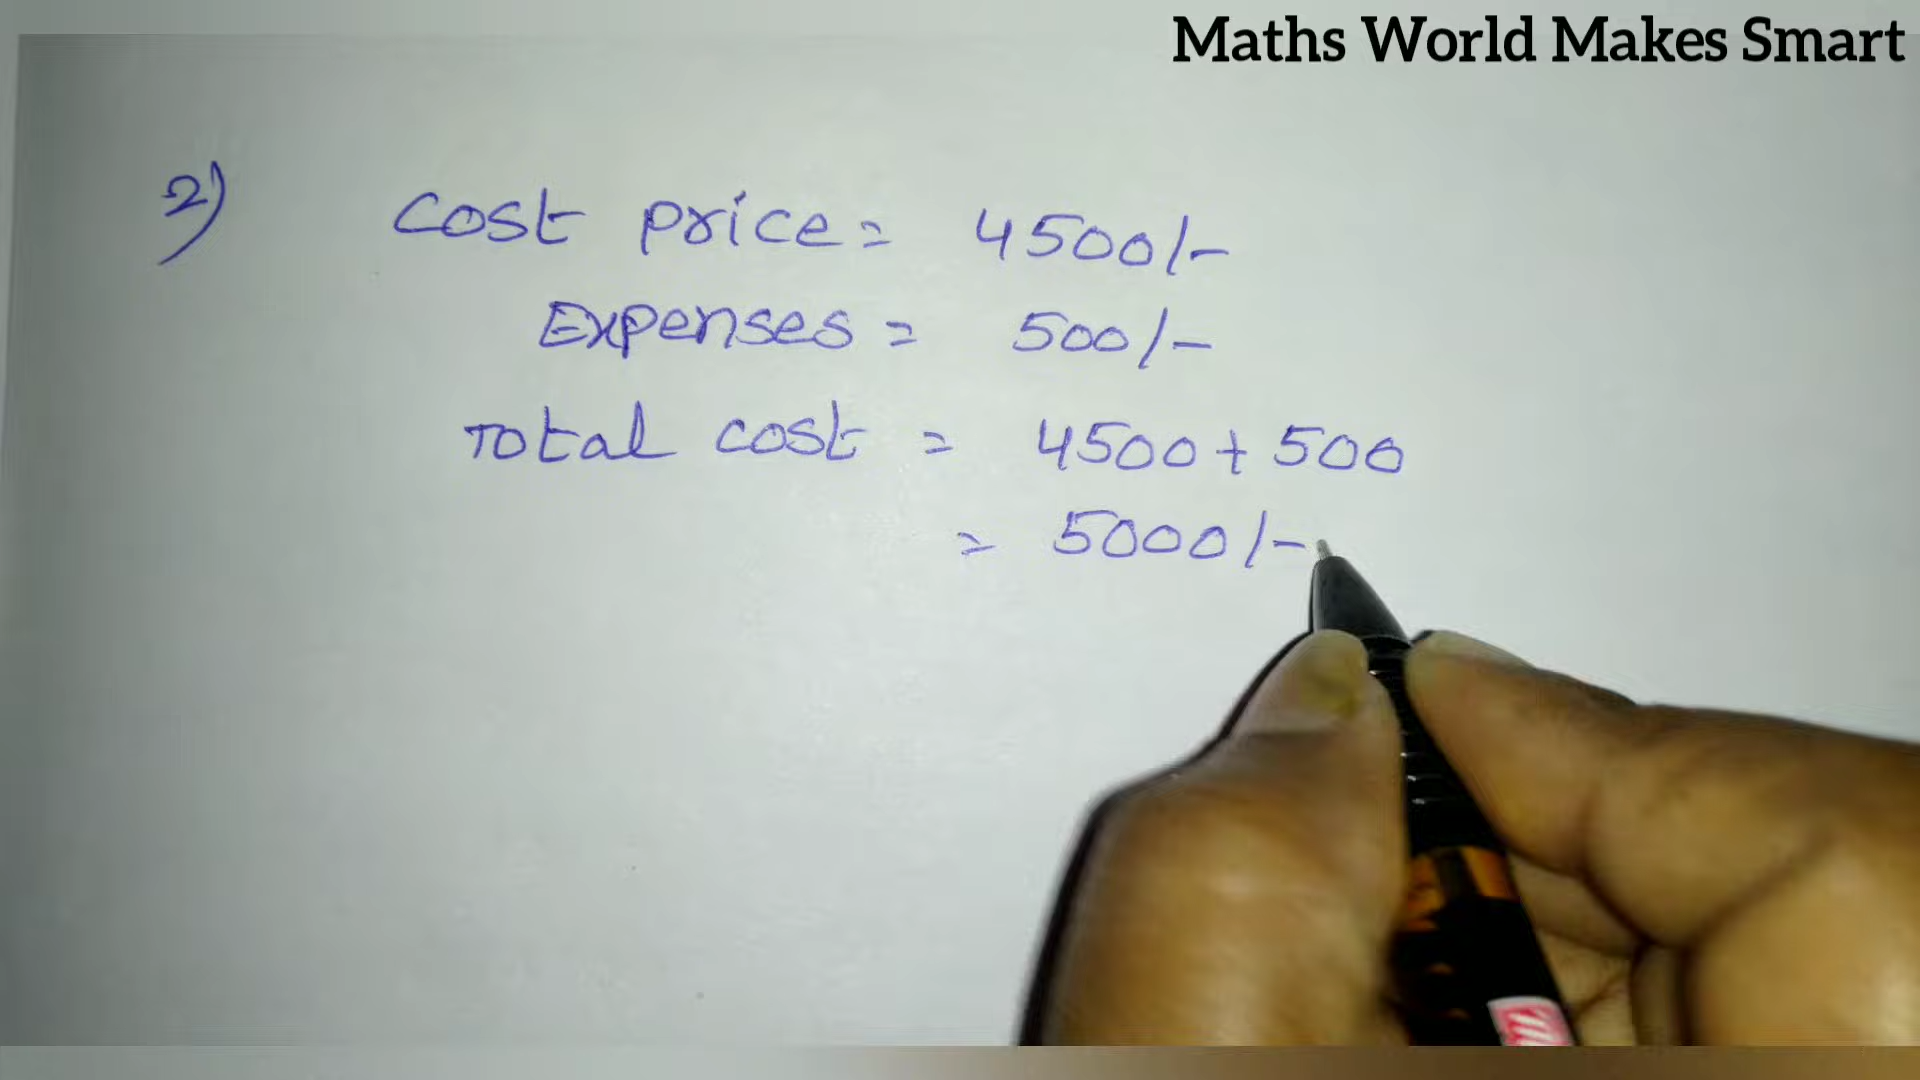 Maths World Makes Smart
2) Cost price = 4500/-
Expenses = 500/-
Total cost = 4500 + 500
= 5000/-